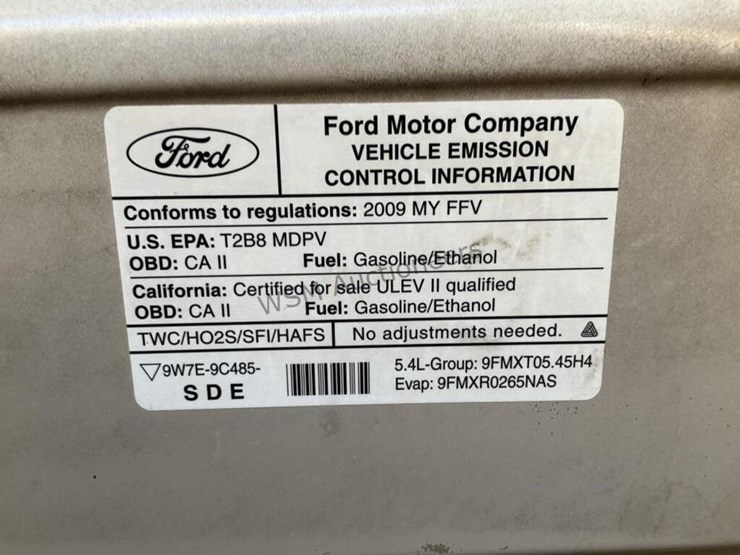 Ford
Ford Motor Company
VEHICLE EMISSION
CONTROL INFORMATION
Conforms to regulations: 2009 MY FFV
U.S. EPA: T2B8 MDPV
OBD: CA II Fuel: Gasoline/Ethanol
California: Certified for sale ULEV II qualified
OBD: CA II Fuel: Gasoline/Ethanol
TWC/HO2S/SFI/HAFS No adjustments needed.
9W7E-9C485-
SDE
5.4L-Group: 9FMXT05.45H4
Evap: 9FMXR0265NAS
WSM Auctioneers